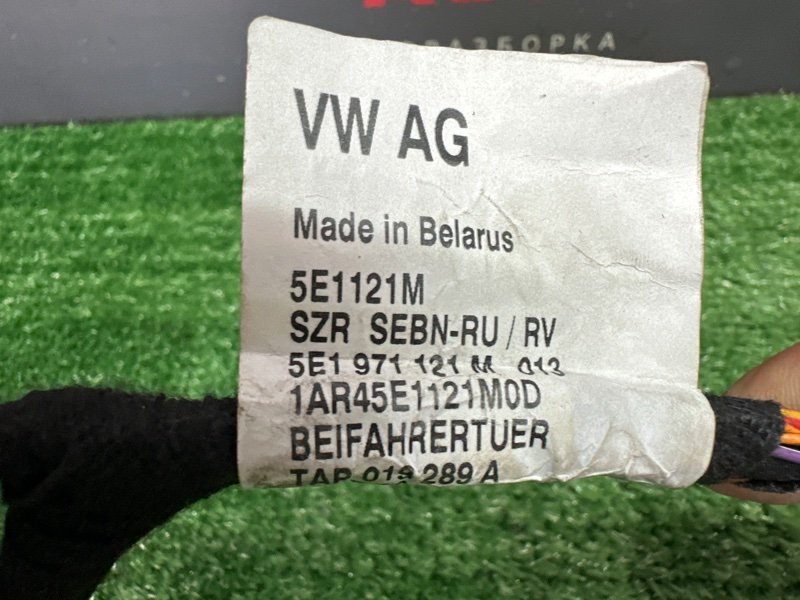 РАЗБОРКА
VW AG
Made in Belarus
5E1121M
SZR SEBN-RU / RV
5E1 971 121 M 013
1AR45E1121M0D
BEIFAHRERTUER
TAP 019 289 A